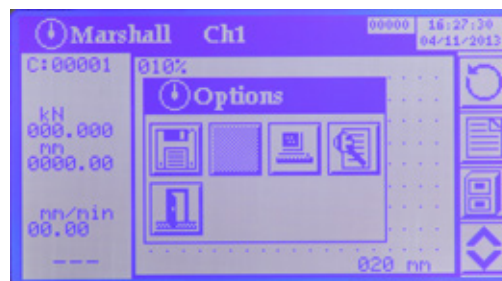 Marshall Ch1
00000
16:27:30
04/11/2013
C:00001
010%
Options
kN
000.000
mm
0000.00
mm/min
00.00
---
020 mm